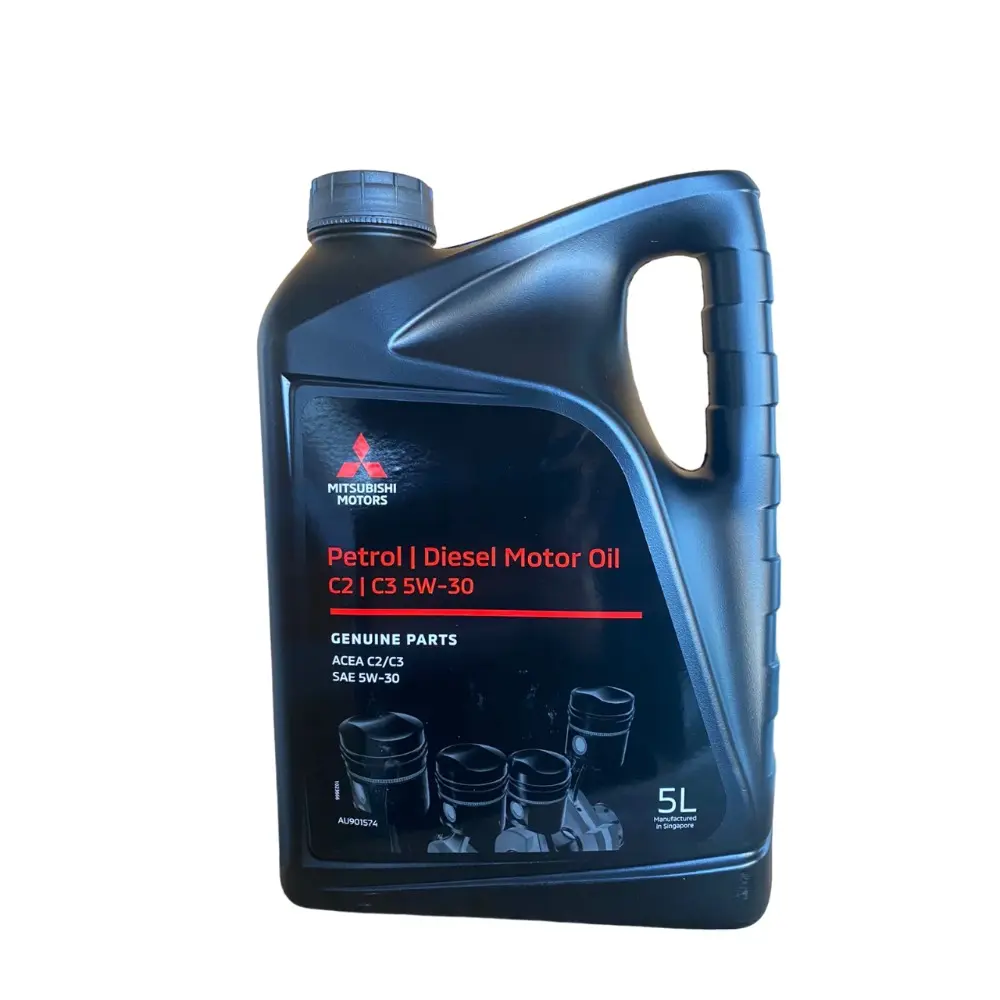 MITSUBISHI
MOTORS
Petrol | Diesel Motor Oil
C2 | C3 5W-30
GENUINE PARTS
ACEA C2/C3
SAE 5W-30
AU901574
5L
Manufactured
in Singapore